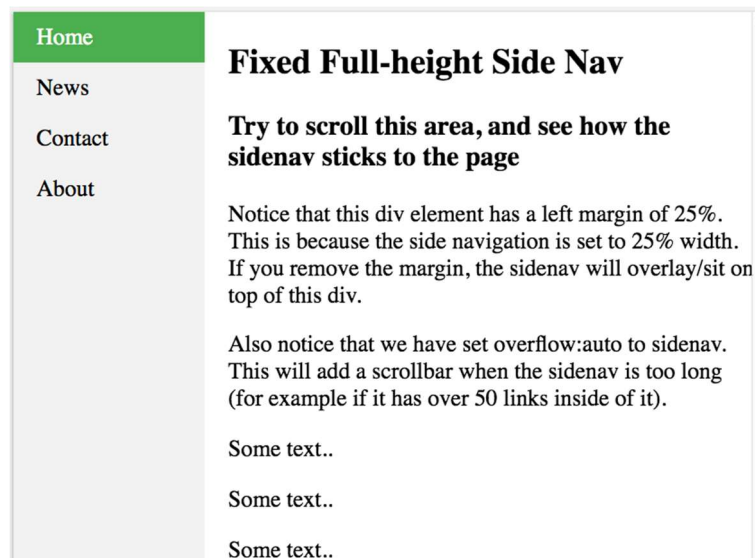 Home
News
Contact
About
Fixed Full-height Side Nav
Try to scroll this area, and see how the
sidenav sticks to the page
Notice that this div element has a left margin of 25%.
This is because the side navigation is set to 25% width.
If you remove the margin, the sidenav will overlay/sit on
top of this div.
Also notice that we have set overflow:auto to sidenav.
This will add a scrollbar when the sidenav is too long
(for example if it has over 50 links inside of it).
Some text..
Some text..
Some text..